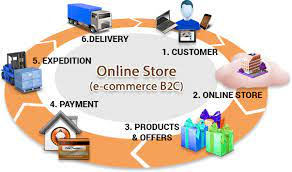 Online Store
(e-commerce B2C)
1. CUSTOMER
2. ONLINE STORE
3. PRODUCTS
& OFFERS
4. PAYMENT
5. EXPEDITION
6.DELIVERY